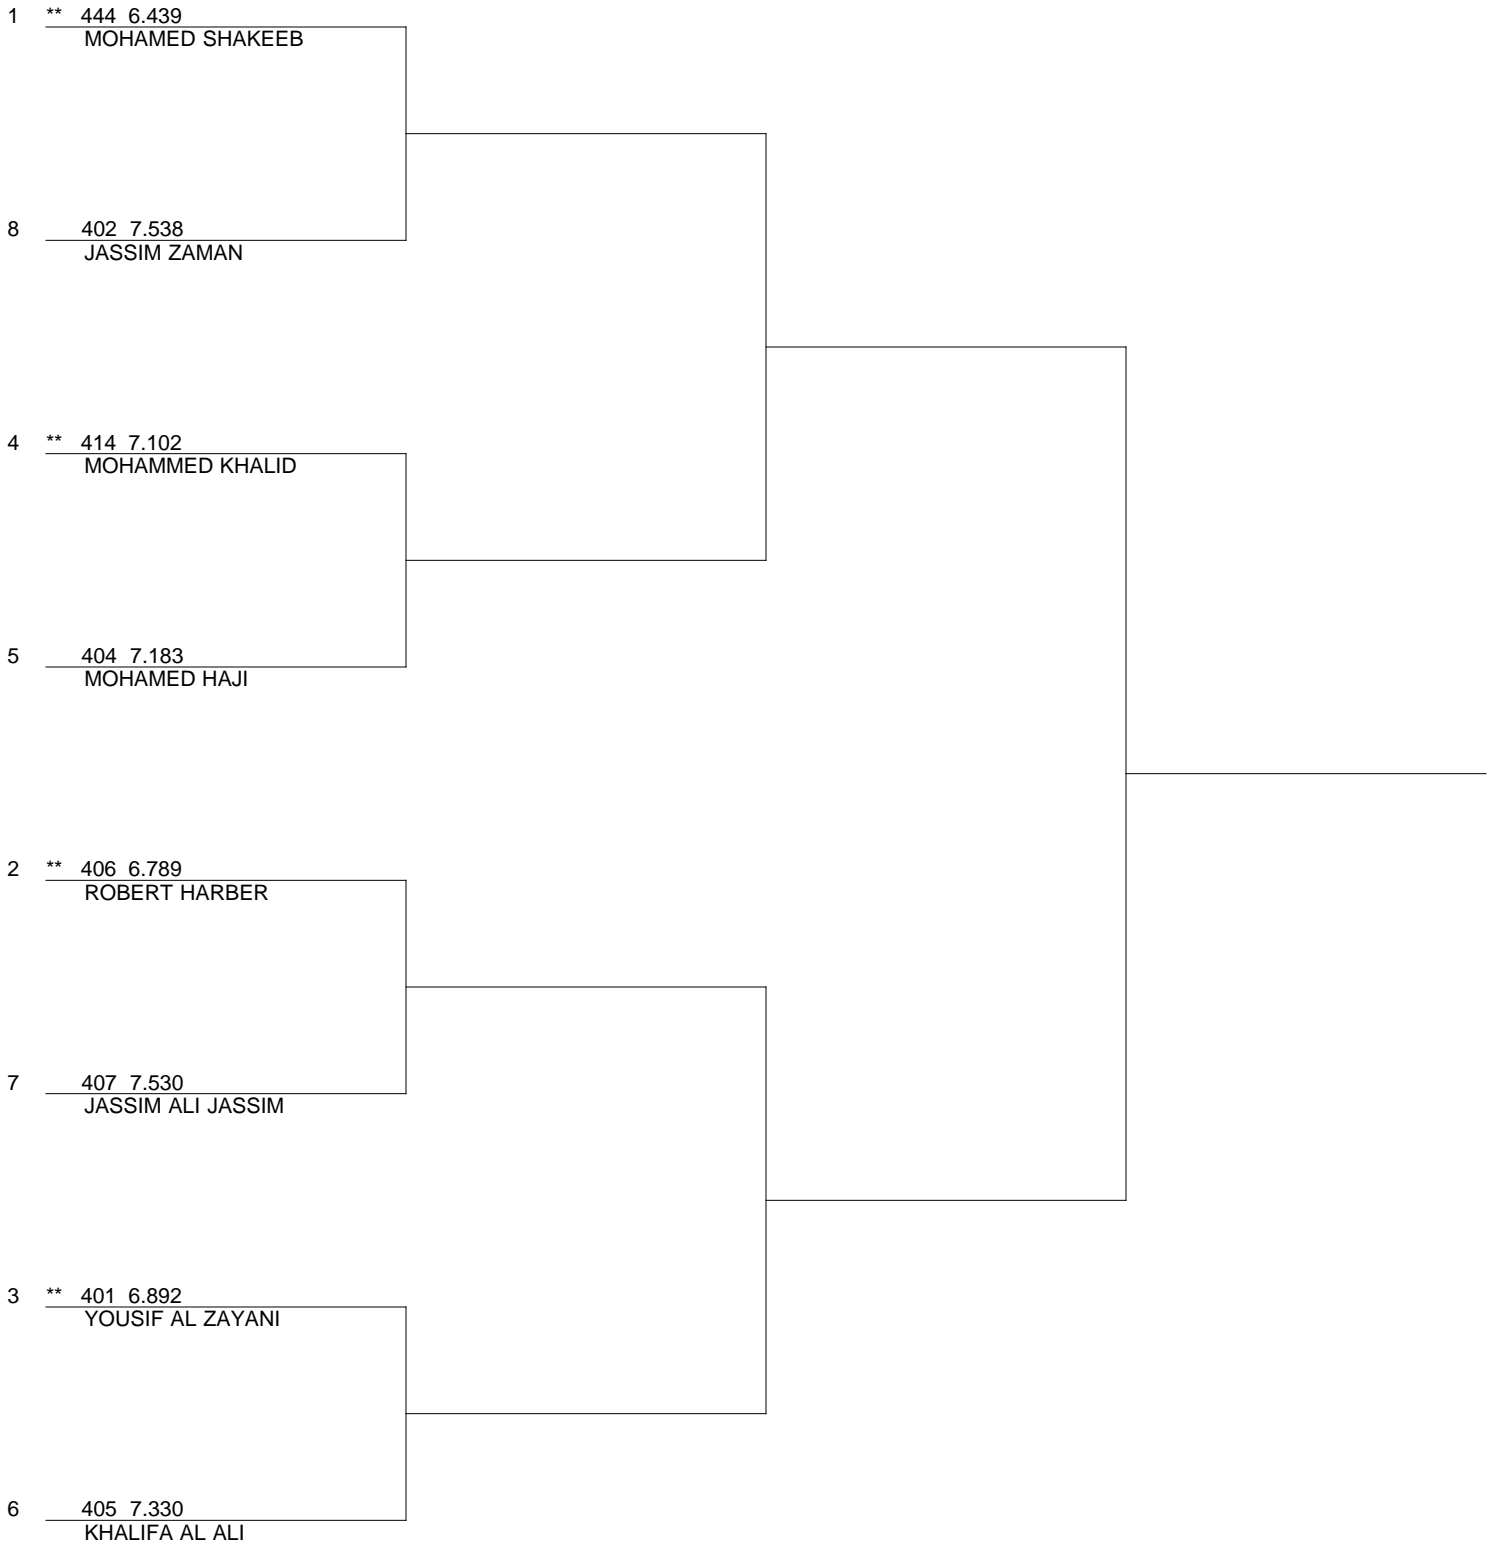 1 ** 444 6.439
MOHAMED SHAKEEB
8 402 7.538
JASSIM ZAMAN
4 ** 414 7.102
MOHAMMED KHALID
5 404 7.183
MOHAMED HAJI
2 ** 406 6.789
ROBERT HARBER
7 407 7.530
JASSIM ALI JASSIM
3 ** 401 6.892
YOUSIF AL ZAYANI
6 405 7.330
KHALIFA AL ALI